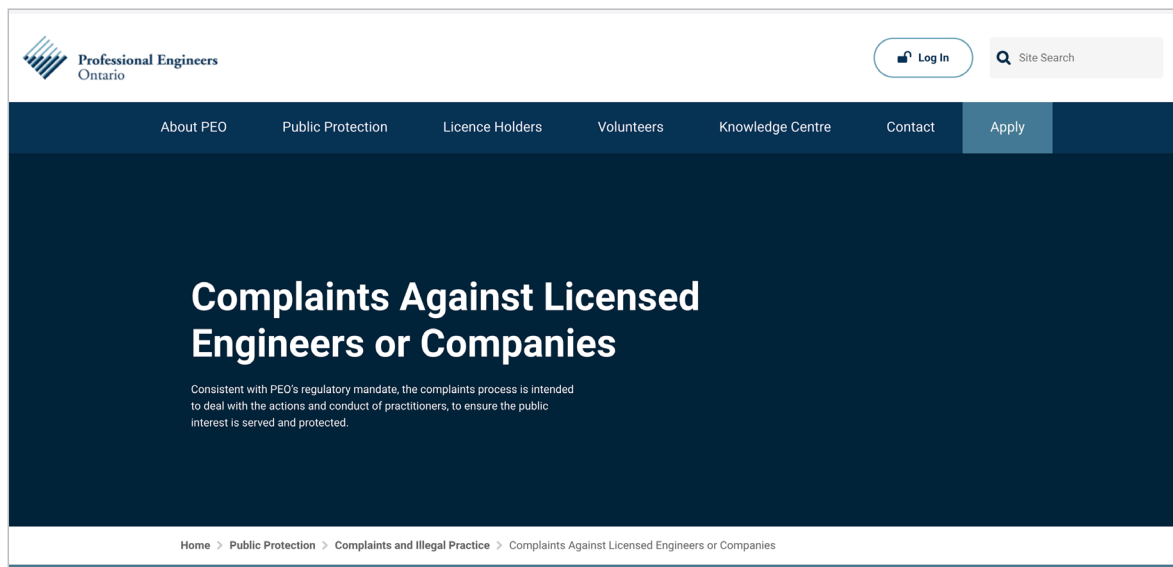 Professional Engineers
Ontario
Log In
Site Search
About PEO
Public Protection
Licence Holders
Volunteers
Knowledge Centre
Contact
Apply
Complaints Against Licensed
Engineers or Companies
Consistent with PEO's regulatory mandate, the complaints process is intended
to deal with the actions and conduct of practitioners, to ensure the public
interest is served and protected.
Home > Public Protection > Complaints and Illegal Practice > Complaints Against Licensed Engineers or Companies